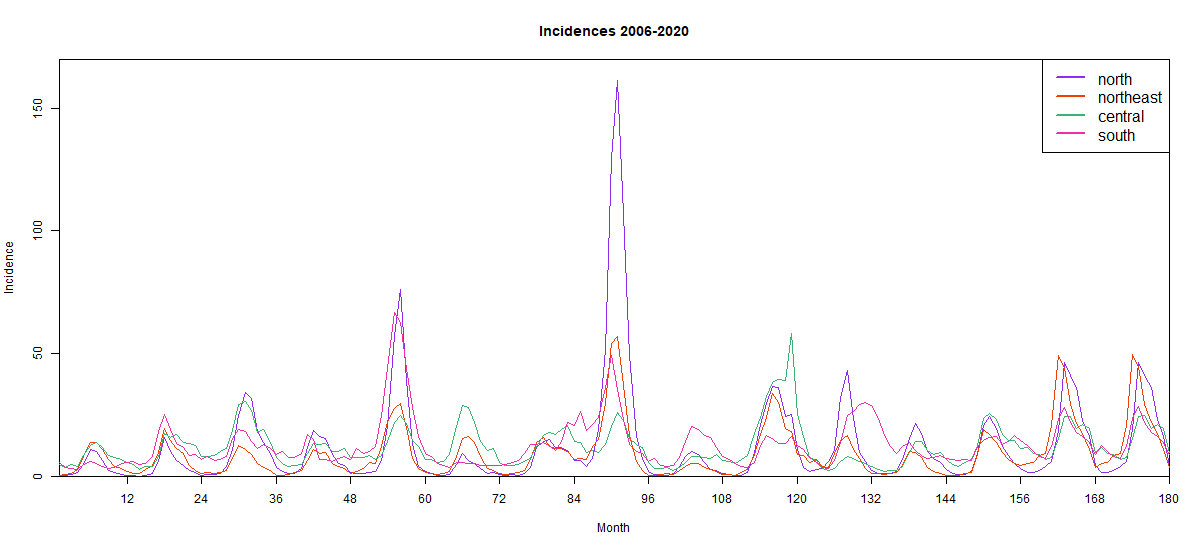 Incidences 2006-2020
north
northeast
central
south
Incidence
150
100
50
0
12 24 36 48 60 72 84 96 108 120 132 144 156 168 180
Month